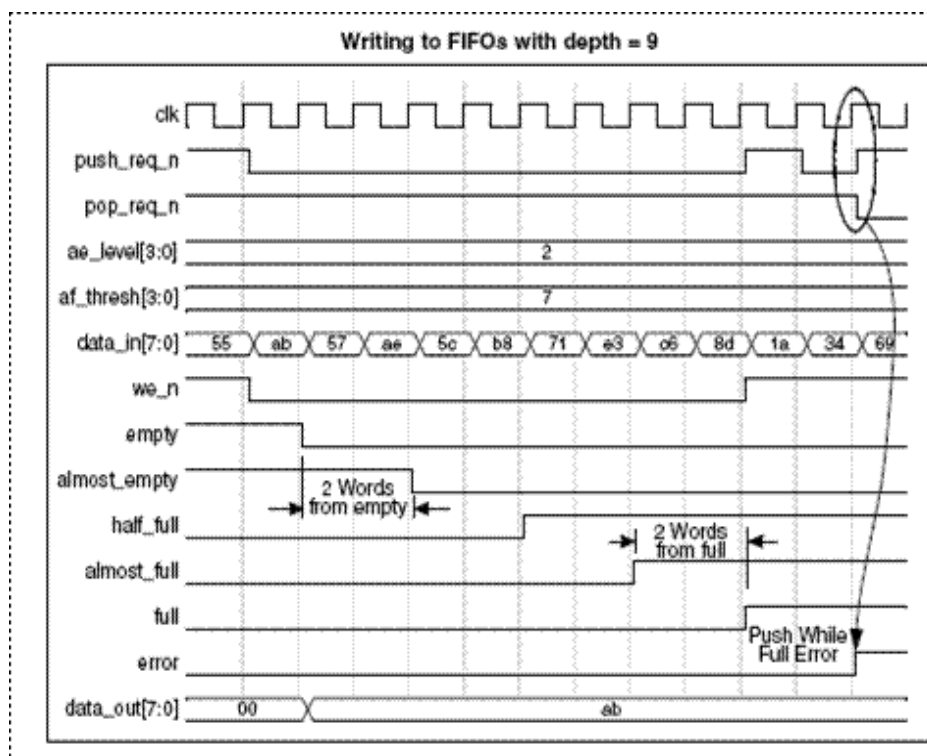 Writing to FIFOs with depth = 9
clk
push_req_n
pop_req_n
ae_level[3:0] 2
af_thresh[3:0] 7
data_in[7:0] 55 ab 57 ae 5c b8 71 e3 c6 8d 1a 34 69
we_n
empty
almost_empty
2 Words
from empty
half_full
2 Words
from full
almost_full
full
Push While
Full Error
error
data_out[7:0] 00 ab